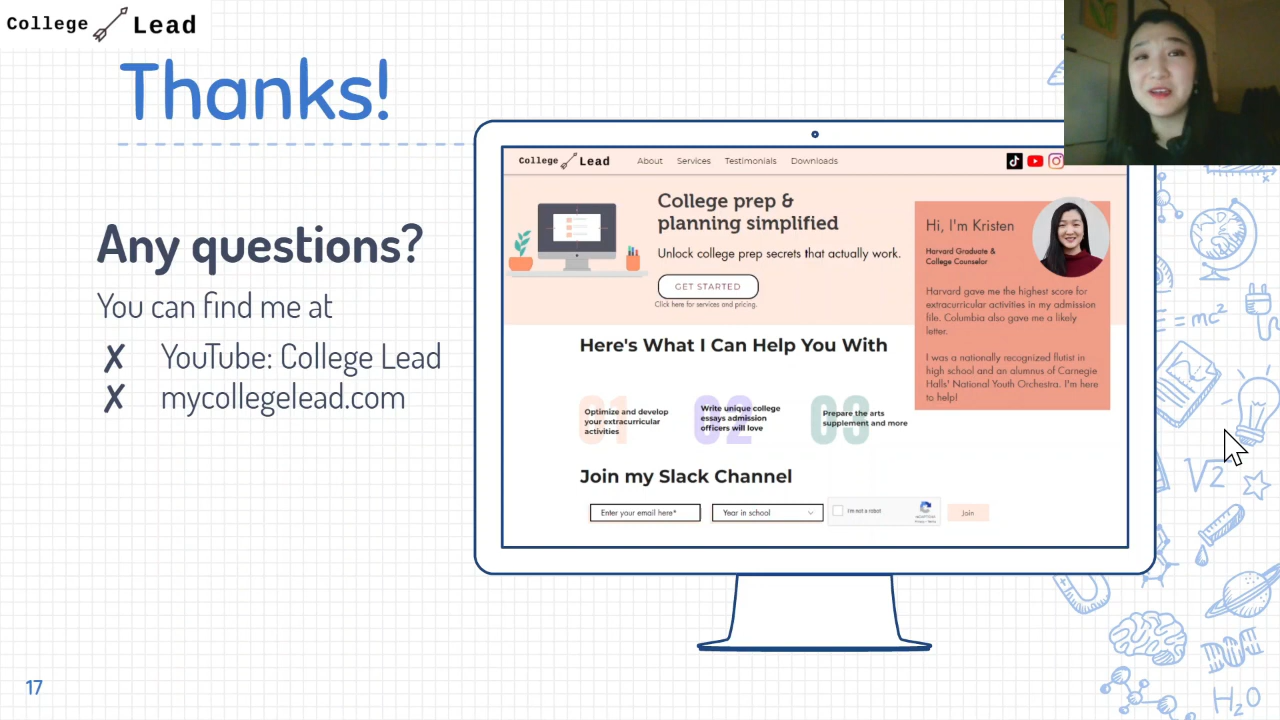 College Lead
Thanks!
Any questions?
You can find me at
✗ YouTube: College Lead
✗ mycollegelead.com
17
College Lead
About Services Testimonials Downloads
College prep &
planning simplified
Unlock college prep secrets that actually work.
GET STARTED
Click here for services and pricing.
Hi, I'm Kristen
Harvard Graduate &
College Counselor
Harvard gave me the highest score for
extracurricular activities in my admission
file. Columbia also gave me a likely
letter.
I was a nationally recognized flutist in
high school and an alumnus of Carnegie
Halls' National Youth Orchestra. I'm here
to help!
Here's What I Can Help You With
01
Optimize and develop
your extracurricular
activities
02
Write unique college
essays admission
officers will love
03
Prepare the arts
supplement and more
Join my Slack Channel
Enter your email here*
Year in school
I'm not a robot
Join
= mc²
√2
H₂O